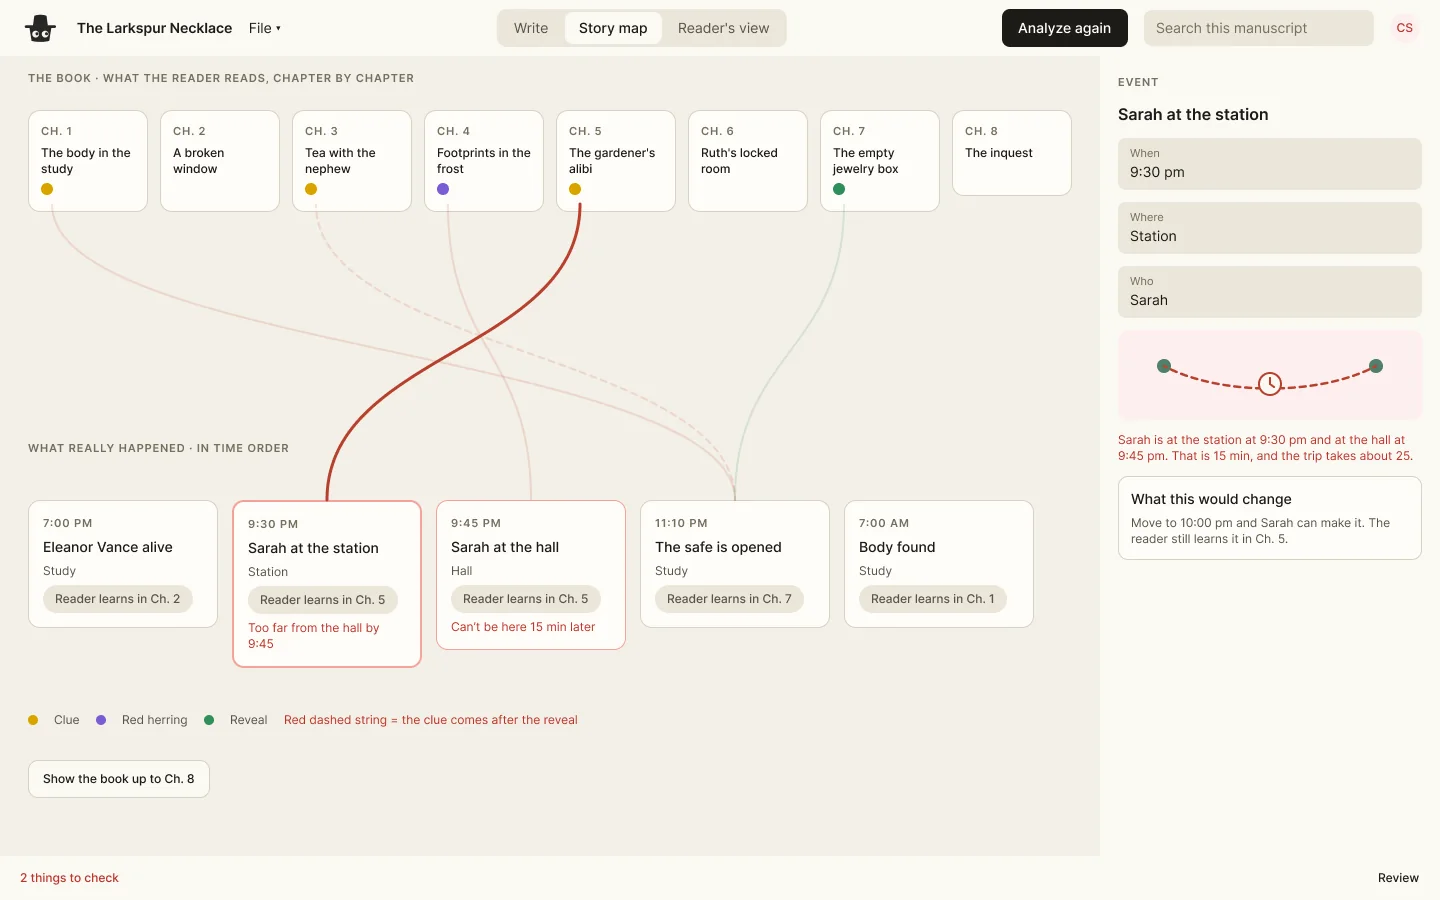 The Larkspur Necklace
File ▾
Write
Story map
Reader's view
Analyze again
Search this manuscript
CS
THE BOOK · WHAT THE READER READS, CHAPTER BY CHAPTER
CH. 1
The body in the
study
CH. 2
A broken
window
CH. 3
Tea with the
nephew
CH. 4
Footprints in the
frost
CH. 5
The gardener's
alibi
CH. 6
Ruth's locked
room
CH. 7
The empty
jewelry box
CH. 8
The inquest
WHAT REALLY HAPPENED · IN TIME ORDER
7:00 PM
Eleanor Vance alive
Study
Reader learns in Ch. 2
9:30 PM
Sarah at the station
Station
Reader learns in Ch. 5
Too far from the hall by
9:45
9:45 PM
Sarah at the hall
Hall
Reader learns in Ch. 5
Can't be here 15 min later
11:10 PM
The safe is opened
Study
Reader learns in Ch. 7
7:00 AM
Body found
Study
Reader learns in Ch. 1
Clue
Red herring
Reveal
Red dashed string = the clue comes after the reveal
Show the book up to Ch. 8
EVENT
Sarah at the station
When
9:30 pm
Where
Station
Who
Sarah
Sarah is at the station at 9:30 pm and at the hall at
9:45 pm. That is 15 min, and the trip takes about 25.
What this would change
Move to 10:00 pm and Sarah can make it. The
reader still learns it in Ch. 5.
2 things to check
Review